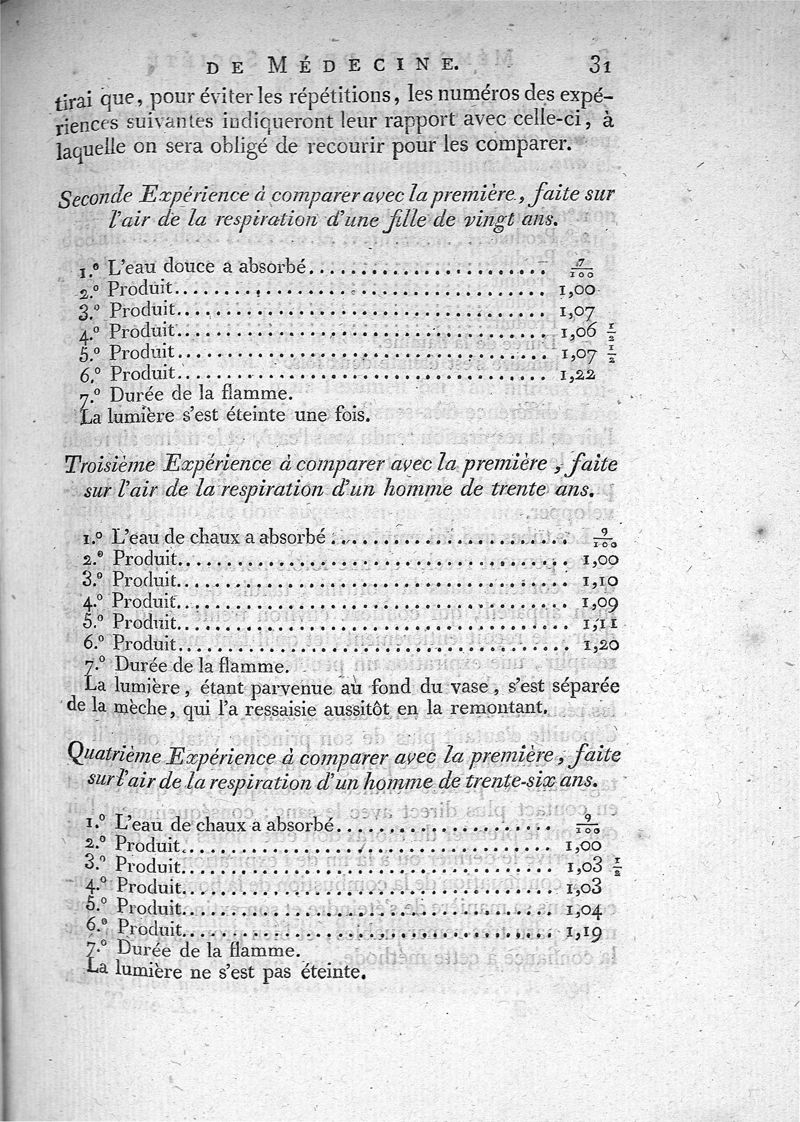 DE MÉDECINE. 31
tirai que, pour éviter les répétitions, les numéros des expé-
riences suivantes indiqueront leur rapport avec celle-ci, à
laquelle on sera obligé de recourir pour les comparer.
Seconde Expérience à comparer avec la première, faite sur
l'air de la respiration d'une fille de vingt ans.
1.º L'eau douce a absorbé........................ 7/100
2.º Produit........................ 1,00
3.º Produit........................ 1,07
4.º Produit........................ 1,06 1/2
5.º Produit........................ 1,07 1/2
6.º Produit........................ 1,22
7.º Durée de la flamme.
La lumière s'est éteinte une fois.
Troisième Expérience à comparer avec la première, faite
sur l'air de la respiration d'un homme de trente ans.
1.º L'eau de chaux a absorbé........................ 9/100
2.º Produit........................ 1,00
3.º Produit........................ 1,10
4.º Produit........................ 1,09
5.º Produit........................ 1,11
6.º Produit........................ 1,20
7.º Durée de la flamme.
La lumière, étant parvenue au fond du vase, s'est séparée
de la mèche, qui l'a ressaisie aussitôt en la remontant.
Quatrième Expérience à comparer avec la première, faite
sur l'air de la respiration d'un homme de trente-six ans.
1.º L'eau de chaux a absorbé........................ 9/100
2.º Produit........................ 1,00
3.º Produit........................ 1,03 1/2
4.º Produit........................ 1,03
5.º Produit........................ 1,04
6.º Produit........................ 1,19
7.º Durée de la flamme.
La lumière ne s'est pas éteinte.